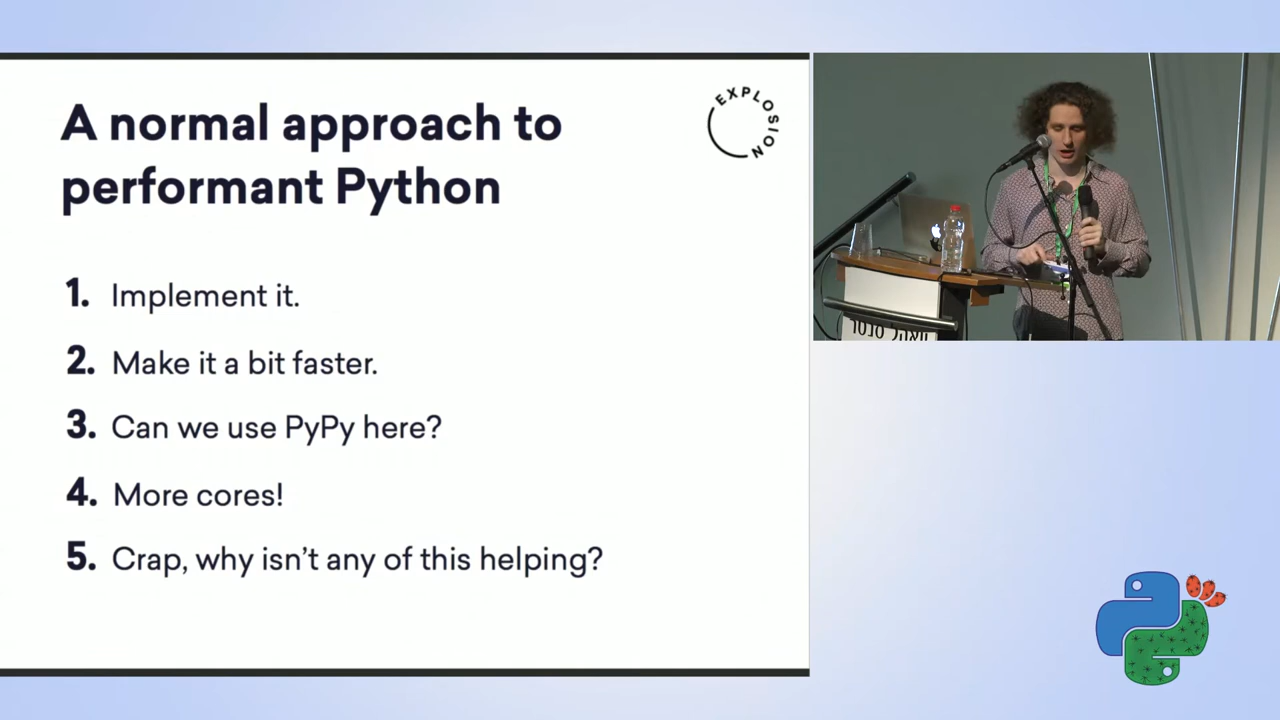 A normal approach to
performant Python
EXPLOSION
1. Implement it.
2. Make it a bit faster.
3. Can we use PyPy here?
4. More cores!
5. Crap, why isn't any of this helping?